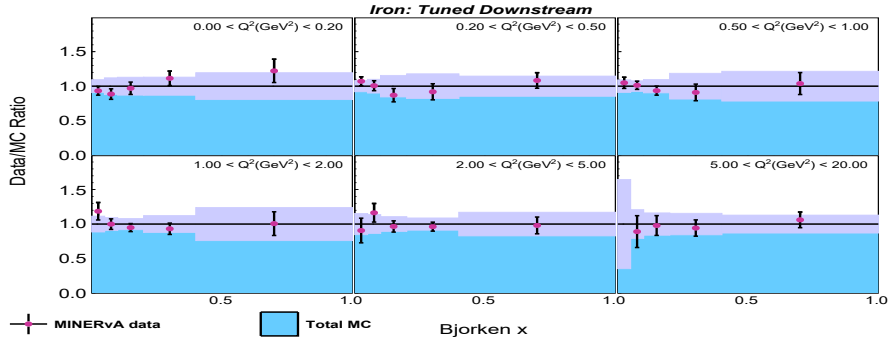 Iron: Tuned Downstream
0.00 < Q²(GeV²) < 0.20
0.20 < Q²(GeV²) < 0.50
0.50 < Q²(GeV²) < 1.00
1.5
1.0
0.5
0.0
Data/MC Ratio
1.00 < Q²(GeV²) < 2.00
2.00 < Q²(GeV²) < 5.00
5.00 < Q²(GeV²) < 20.00
1.5
1.0
0.5
0.0
0.5 1.0 0.5 1.0 0.5 1.0
MINERvA data Total MC Bjorken x